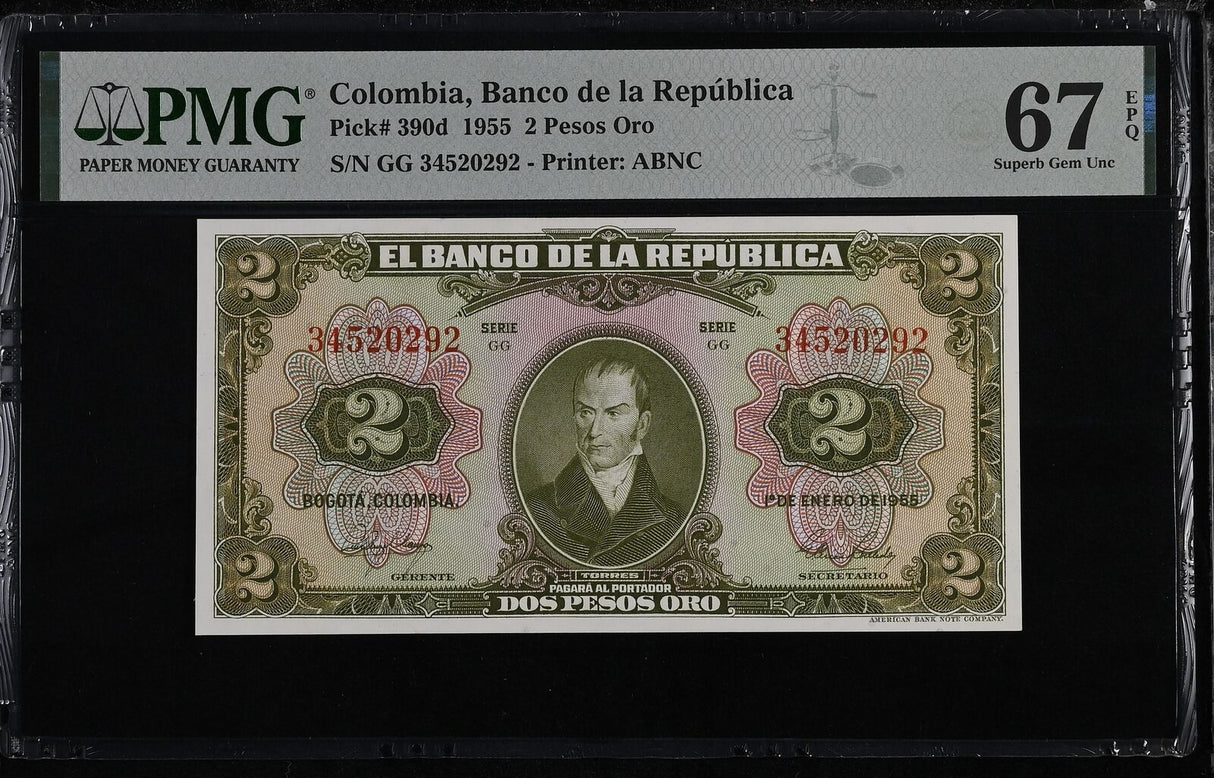 PMG®
PAPER MONEY GUARANTY
Colombia, Banco de la República
Pick# 390d 1955 2 Pesos Oro
S/N GG 34520292 - Printer: ABNC
67
EPQ
Superb Gem Unc
EL BANCO DE LA REPÚBLICA
2 2
34520292 SERIE GG SERIE GG 34520292
2 2
BOGOTÁ, COLOMBIA. 1º DE ENERO DE 1955
GERENTE SECRETARIO
TORRES
2 2
PAGARÁ AL PORTADOR
DOS PESOS ORO
AMERICAN BANK NOTE COMPANY.